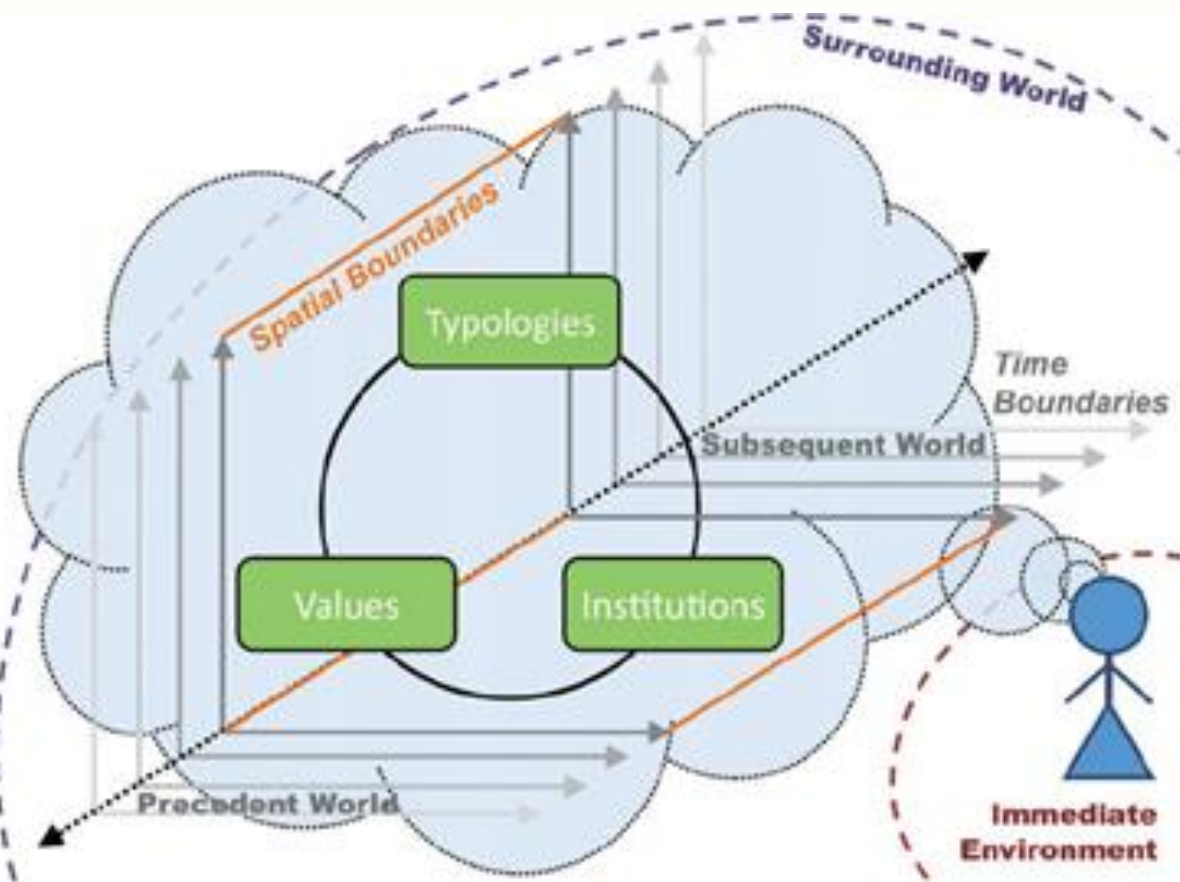 Surrounding World
Spatial Boundaries
Typologies
Time
Boundaries
Subsequent World
Values
Institutions
Precedent World
Immediate
Environment